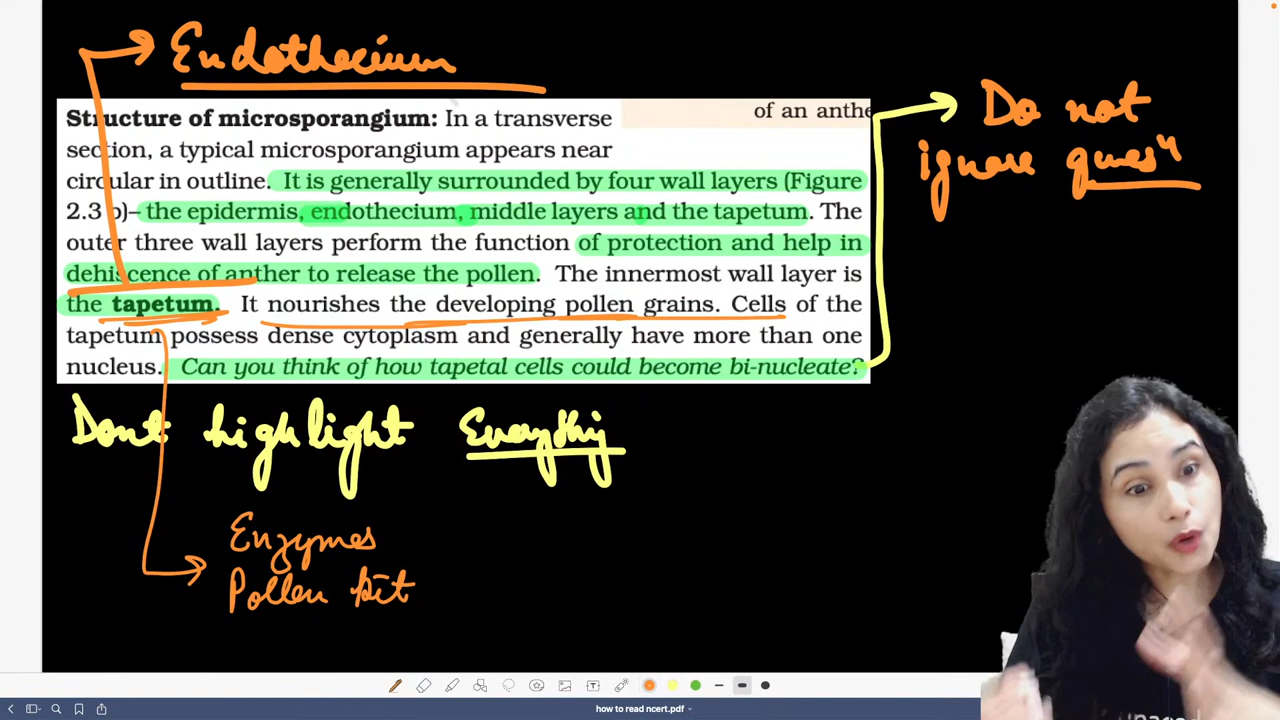 Endothecium
Structure of microsporangium: In a transverse
of an anthe
section, a typical microsporangium appears near
circular in outline. It is generally surrounded by four wall layers (Figure
2.3 b)– the epidermis, endothecium, middle layers and the tapetum. The
outer three wall layers perform the function of protection and help in
dehiscence of anther to release the pollen. The innermost wall layer is
the tapetum. It nourishes the developing pollen grains. Cells of the
tapetum possess dense cytoplasm and generally have more than one
nucleus. Can you think of how tapetal cells could become bi-nucleate?
Do not
ignore quesn
Dont highlight Everythig
Enzymes
Pollen kit
how to read ncert.pdf